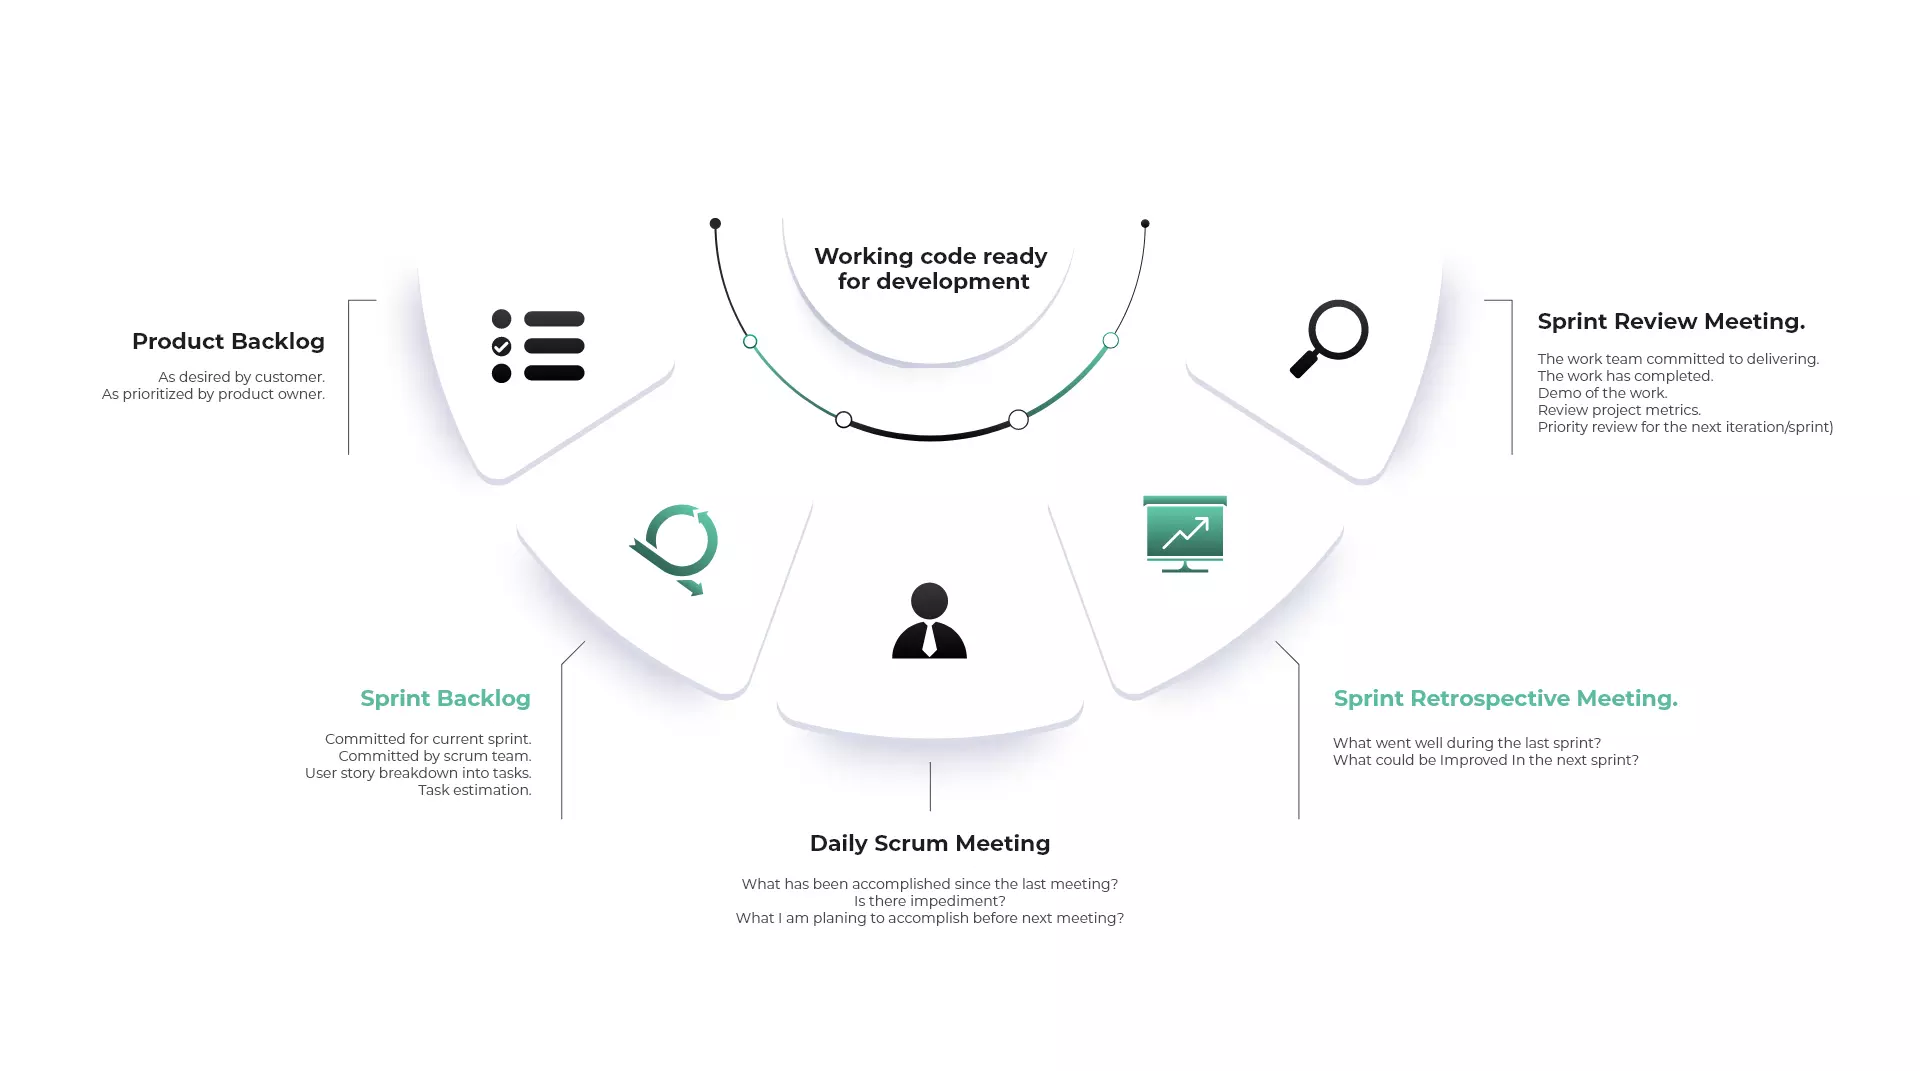 Working code ready
for development
Product Backlog
As desired by customer.
As prioritized by product owner.
Sprint Backlog
Committed for current sprint.
Committed by scrum team.
User story breakdown into tasks.
Task estimation.
Daily Scrum Meeting
What has been accomplished since the last meeting?
Is there impediment?
What I am planing to accomplish before next meeting?
Sprint Retrospective Meeting.
What went well during the last sprint?
What could be Improved In the next sprint?
Sprint Review Meeting.
The work team committed to delivering.
The work has completed.
Demo of the work.
Review project metrics.
Priority review for the next iteration/sprint)